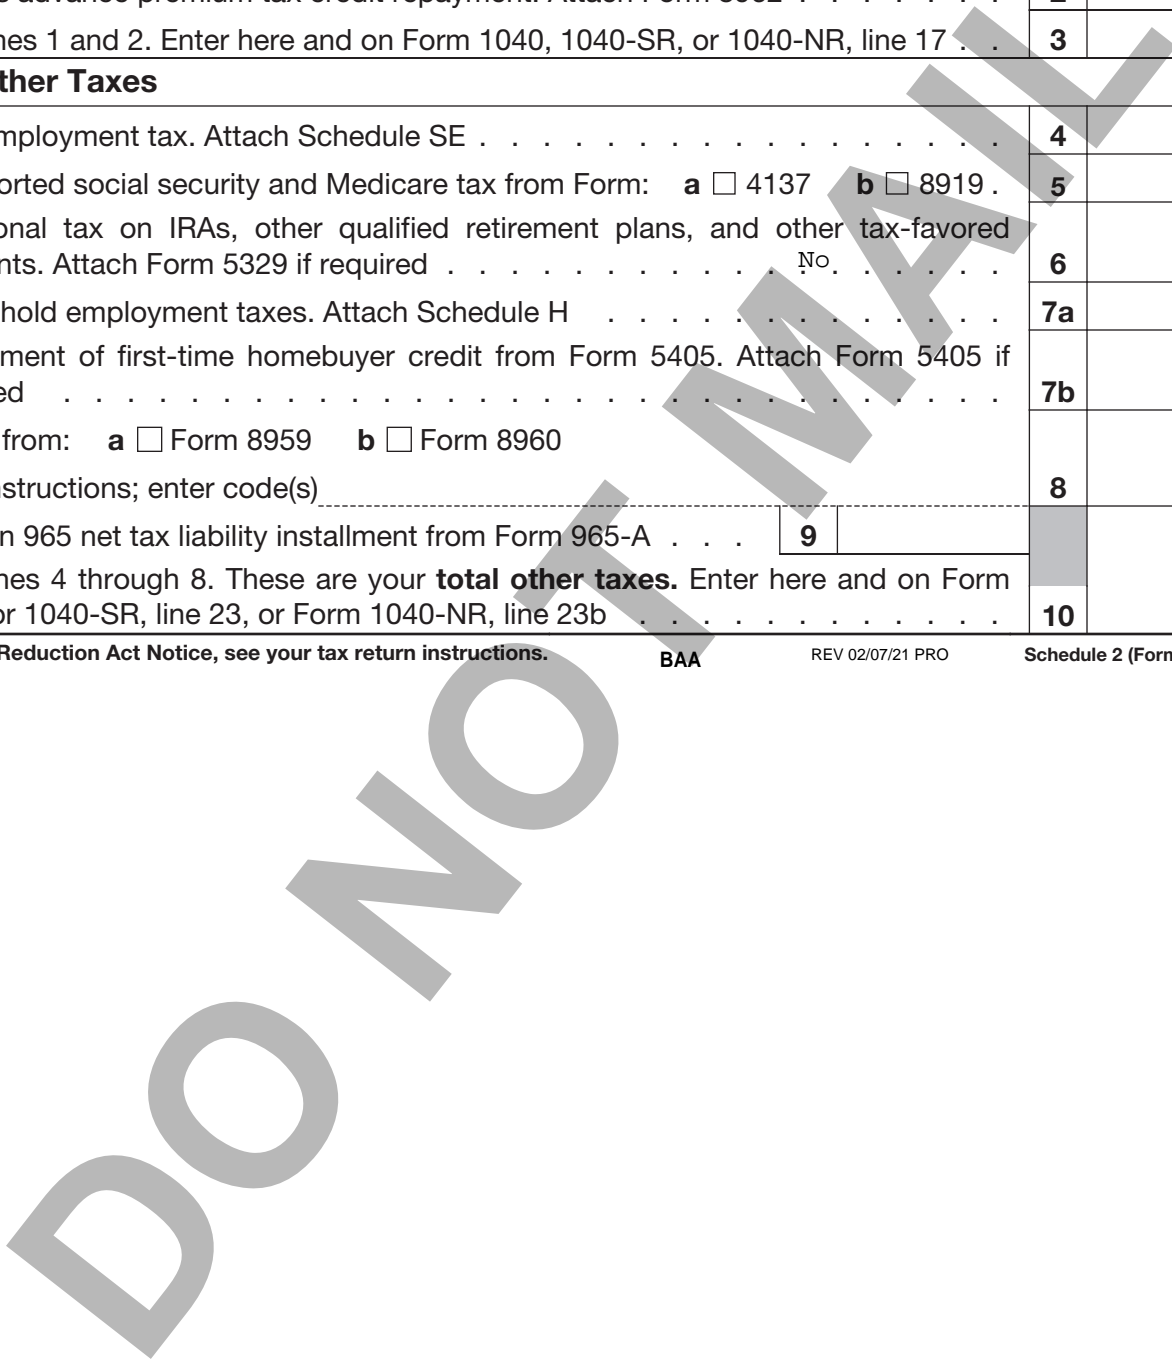 advance premium tax credit repayment. Attach Form 8962 . . . . . . . 2
nes 1 and 2. Enter here and on Form 1040, 1040-SR, or 1040-NR, line 17 . . 3
ther Taxes
mployment tax. Attach Schedule SE . . . . . . . . . . . . . . . . . 4
orted social security and Medicare tax from Form: a ☐ 4137 b ☐ 8919 . 5
onal tax on IRAs, other qualified retirement plans, and other tax-favored
nts. Attach Form 5329 if required . . . . . . . . . . . . No . . . . . . 6
hold employment taxes. Attach Schedule H . . . . . . . . . . . . . 7a
ment of first-time homebuyer credit from Form 5405. Attach Form 5405 if
ed . . . . . . . . . . . . . . . . . . . . . . . . . . . . . . 7b
from: a ☐ Form 8959 b ☐ Form 8960
nstructions; enter code(s) 8
n 965 net tax liability installment from Form 965-A . . . 9
nes 4 through 8. These are your total other taxes. Enter here and on Form
or 1040-SR, line 23, or Form 1040-NR, line 23b . . . . . . . . . . . . 10
Reduction Act Notice, see your tax return instructions. BAA REV 02/07/21 PRO Schedule 2 (Form
DO NOT MAIL